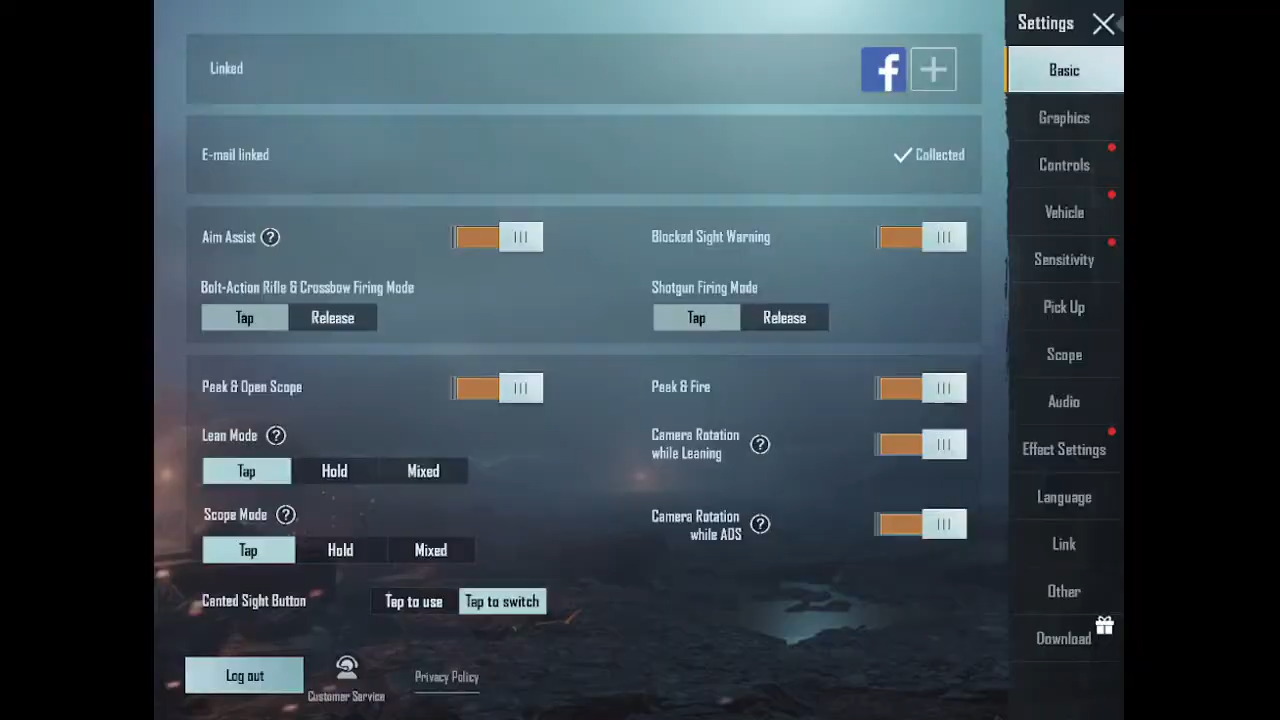 Settings
Linked
E-mail linked
Collected
Aim Assist ?
Blocked Sight Warning
Bolt-Action Rifle & Crossbow Firing Mode
Tap Release
Shotgun Firing Mode
Tap Release
Peek & Open Scope
Peek & Fire
Lean Mode ?
Tap Hold Mixed
Camera Rotation
while Leaning ?
Scope Mode ?
Tap Hold Mixed
Camera Rotation
while ADS ?
Canted Sight Button
Tap to use Tap to switch
Log out
Customer Service
Privacy Policy
Basic
Graphics
Controls
Vehicle
Sensitivity
Pick Up
Scope
Audio
Effect Settings
Language
Link
Other
Download